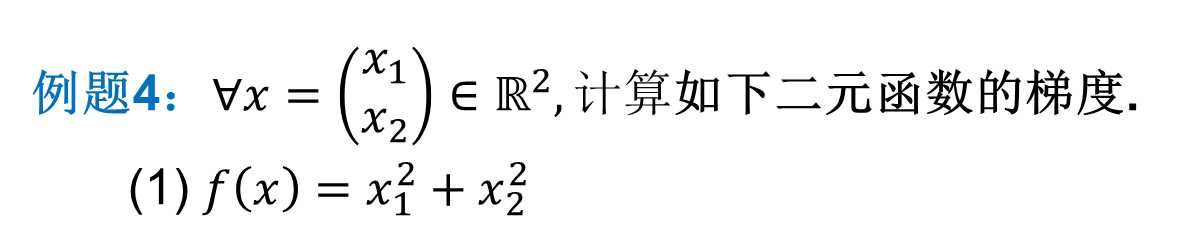 例题4：∀x = (x₁ x₂) ∈ ℝ², 计算如下二元函数的梯度.
(1) f(x) = x₁² + x₂²